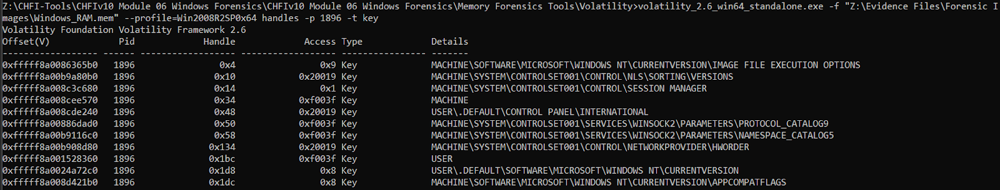 Z:\CHFI-Tools\CHFIv10 Module 06 Windows Forensics\CHFIv10 Module 06 Windows Forensics\Memory Forensics Tools\Volatility>volatility_2.6_win64_standalone.exe -f "Z:\Evidence Files\Forensic I
mages\Windows_RAM.mem" --profile=Win2008R2SP0x64 handles -p 1896 -t key
Volatility Foundation Volatility Framework 2.6
Offset(V)             Pid             Handle             Access Type             Details
------------------ ------ ------------------ ------------------ ---------------- -------
0xfffff8a0086365b0   1896                0x4                0x9 Key              MACHINE\SOFTWARE\MICROSOFT\WINDOWS NT\CURRENTVERSION\IMAGE FILE EXECUTION OPTIONS
0xfffff8a00b9a80b0   1896               0x10            0x20019 Key              MACHINE\SYSTEM\CONTROLSET001\CONTROL\NLS\SORTING\VERSIONS
0xfffff8a008c3c680   1896               0x14                0x1 Key              MACHINE\SYSTEM\CONTROLSET001\CONTROL\SESSION MANAGER
0xfffff8a008cee570   1896               0x34            0xf003f Key              MACHINE
0xfffff8a008cde240   1896               0x48            0x20019 Key              USER\.DEFAULT\CONTROL PANEL\INTERNATIONAL
0xfffff8a00886dad0   1896               0x50            0xf003f Key              MACHINE\SYSTEM\CONTROLSET001\SERVICES\WINSOCK2\PARAMETERS\PROTOCOL_CATALOG9
0xfffff8a00b9116c0   1896               0x58            0xf003f Key              MACHINE\SYSTEM\CONTROLSET001\SERVICES\WINSOCK2\PARAMETERS\NAMESPACE_CATALOG5
0xfffff8a00b908d80   1896              0x134            0x20019 Key              MACHINE\SYSTEM\CONTROLSET001\CONTROL\NETWORKPROVIDER\HWORDER
0xfffff8a001528360   1896              0x1bc            0xf003f Key              USER
0xfffff8a0024a72c0   1896              0x1d8                0x8 Key              USER\.DEFAULT\SOFTWARE\MICROSOFT\WINDOWS NT\CURRENTVERSION
0xfffff8a008d421b0   1896              0x1dc                0x8 Key              MACHINE\SOFTWARE\MICROSOFT\WINDOWS NT\CURRENTVERSION\APPCOMPATFLAGS